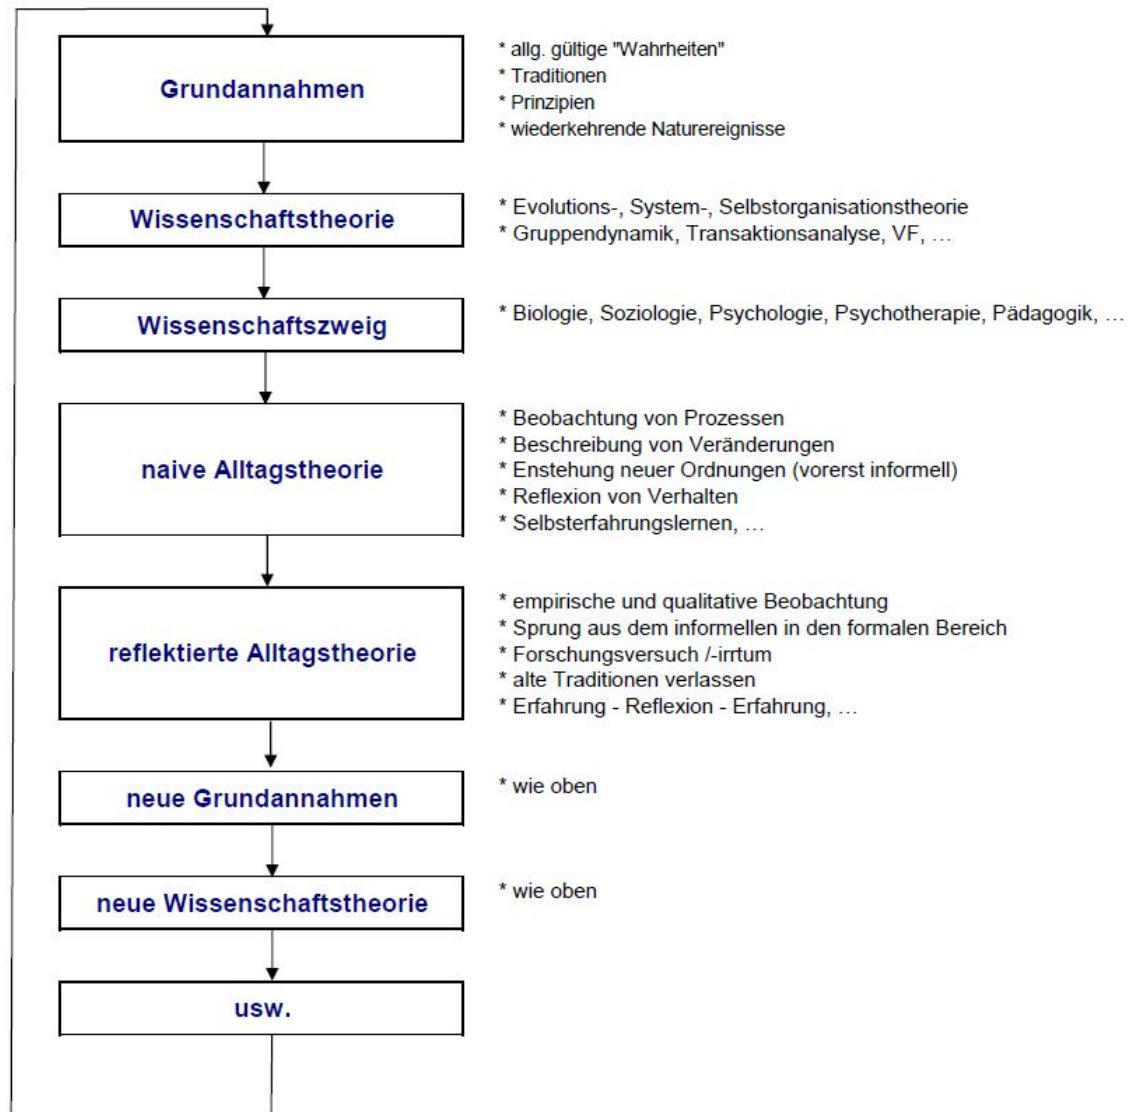 Grundannahmen
* allg. gültige "Wahrheiten"
* Traditionen
* Prinzipien
* wiederkehrende Naturereignisse
Wissenschaftstheorie
* Evolutions-, System-, Selbstorganisationstheorie
* Gruppendynamik, Transaktionsanalyse, VF, …
Wissenschaftszweig
* Biologie, Soziologie, Psychologie, Psychotherapie, Pädagogik, …
naive Alltagstheorie
* Beobachtung von Prozessen
* Beschreibung von Veränderungen
* Enstehung neuer Ordnungen (vorerst informell)
* Reflexion von Verhalten
* Selbsterfahrungslernen, …
reflektierte Alltagstheorie
* empirische und qualitative Beobachtung
* Sprung aus dem informellen in den formalen Bereich
* Forschungsversuch /-irrtum
* alte Traditionen verlassen
* Erfahrung - Reflexion - Erfahrung, …
neue Grundannahmen
* wie oben
neue Wissenschaftstheorie
* wie oben
usw.